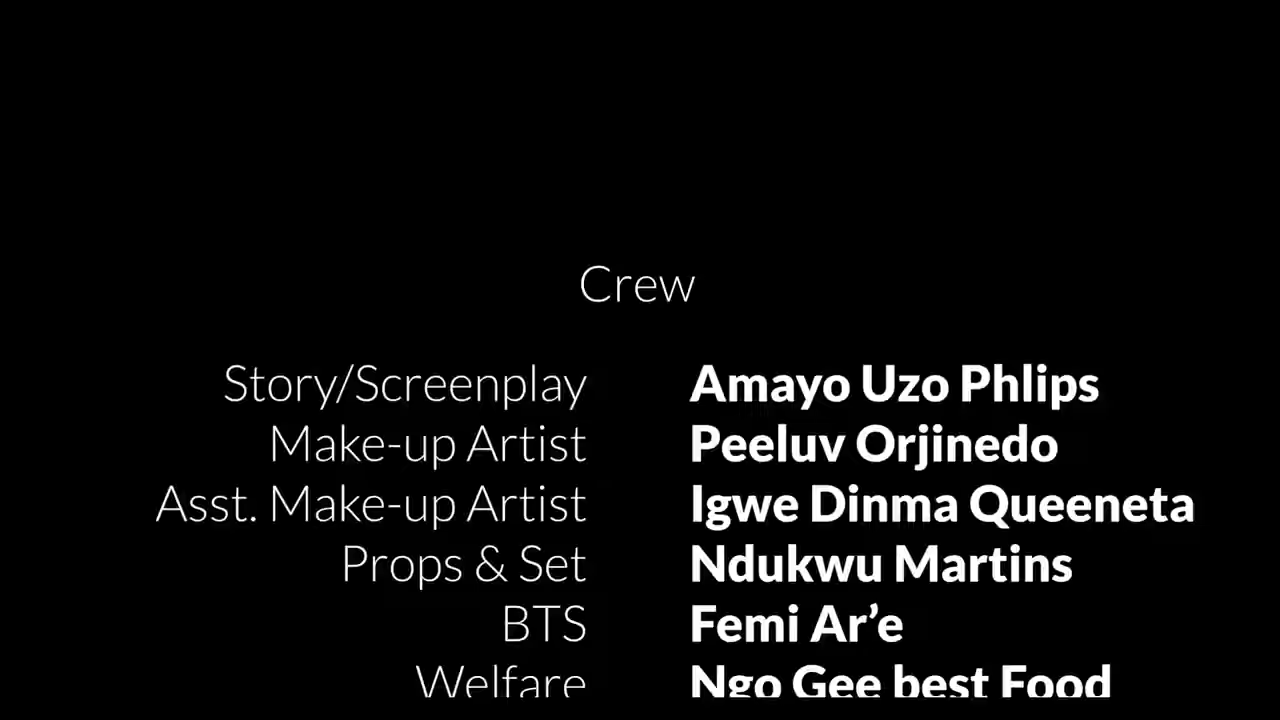 Crew
Story/Screenplay Amayo Uzo Phlips
Make-up Artist Peeluv Orjinedo
Asst. Make-up Artist Igwe Dinma Queeneta
Props & Set Ndukwu Martins
BTS Femi Ar’e
Welfare Ngo Gee best Food